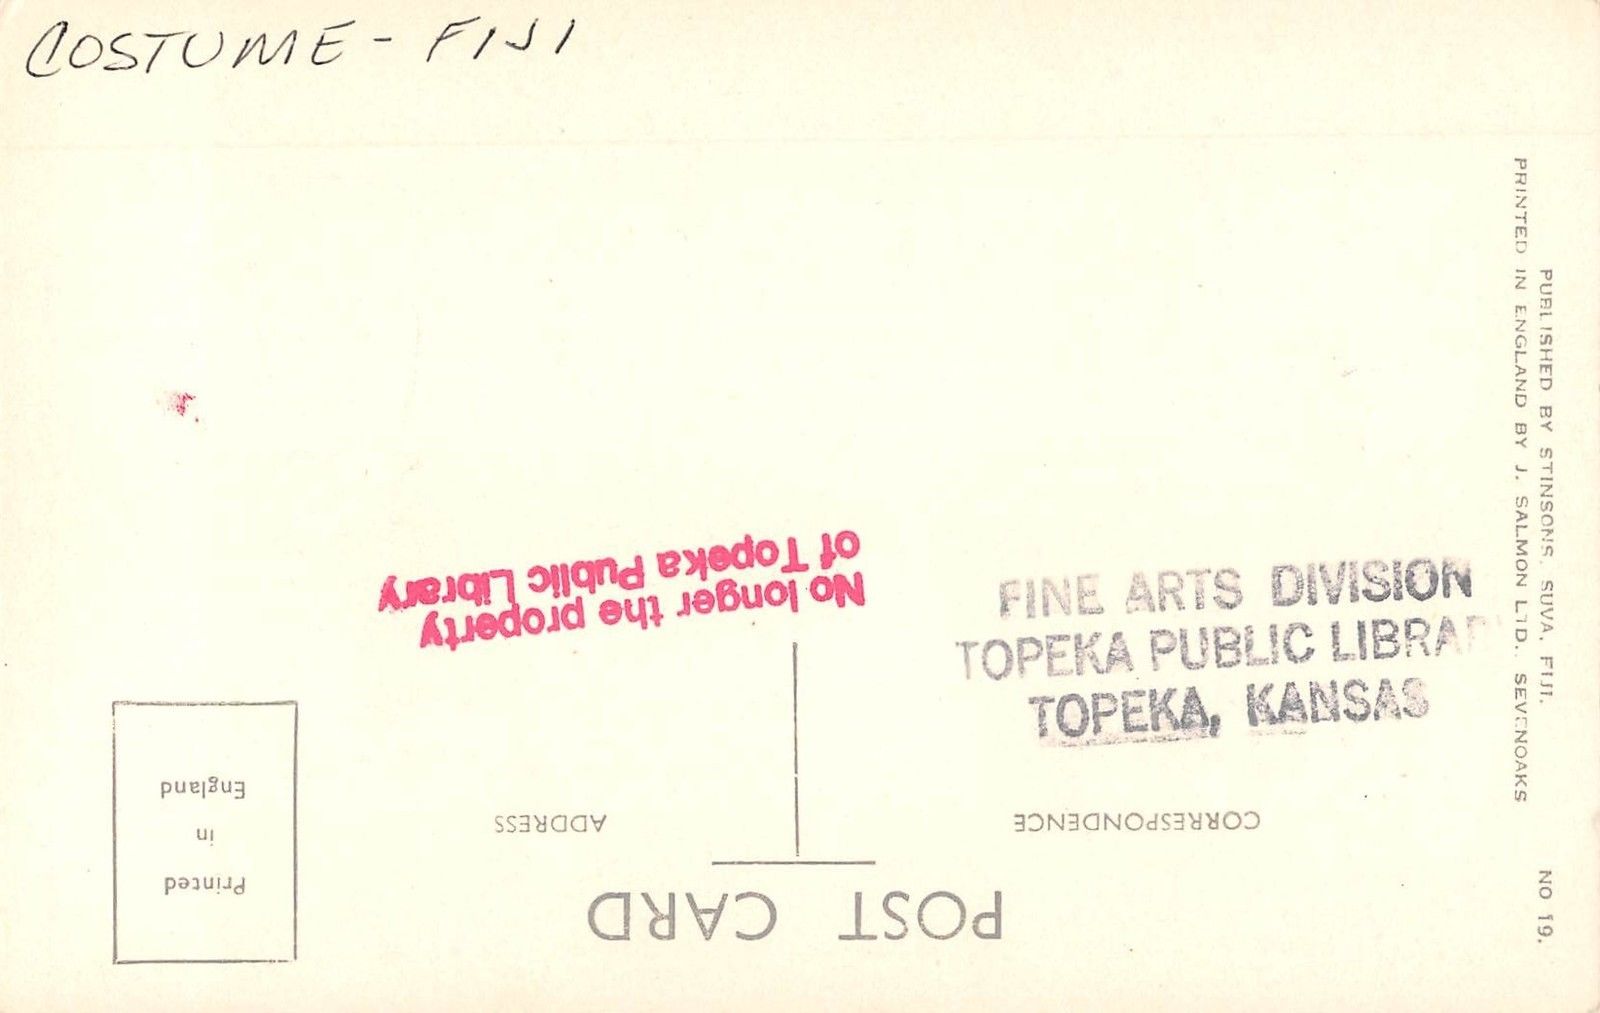 COSTUME - FIJI
PUBLISHED BY STINSONS. SUVA, FIJI.
NO 19.
PRINTED IN ENGLAND BY J. SALMON LTD. SEVENOAKS
FINE ARTS DIVISION
TOPEKA PUBLIC LIBRAR
TOPEKA, KANSAS
No longer the property
of Topeka Public Library
POST CARD
CORRESPONDENCE
ADDRESS
Printed
in
England